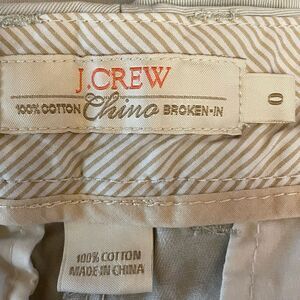 J.CREW
100% COTTON Chino BROKEN-IN
0
100% COTTON
MADE IN CHINA